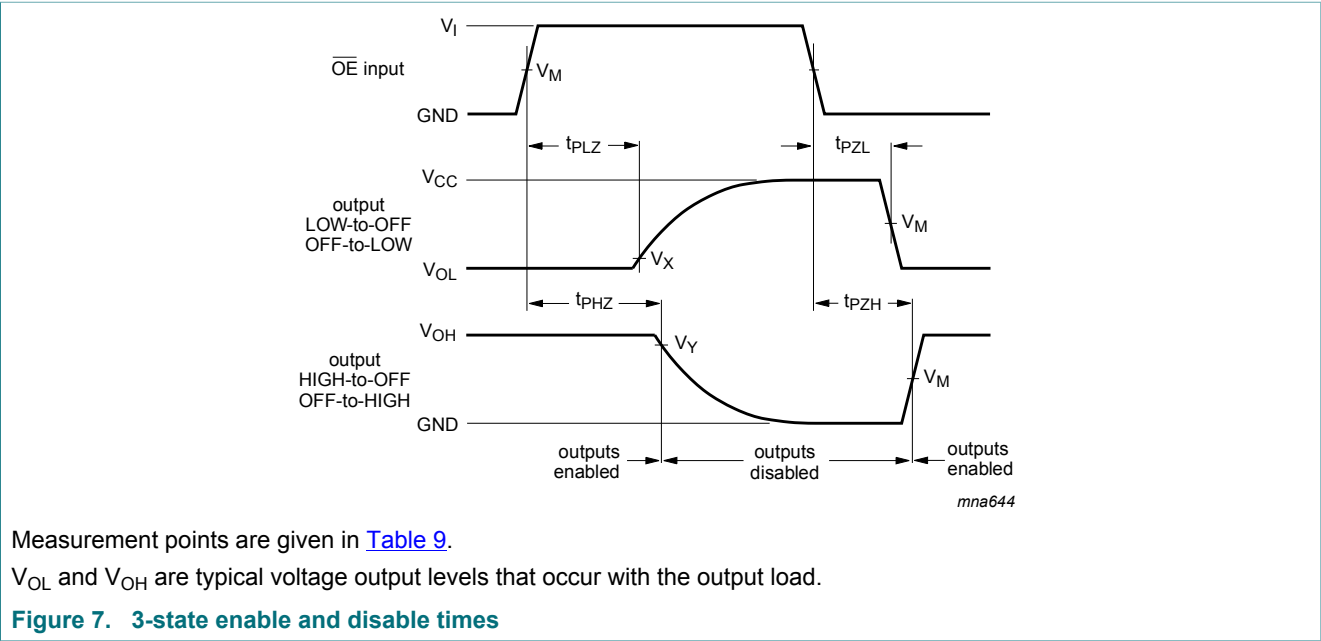 V_I
OE input
V_M
GND
t_PLZ
t_PZL
V_CC
output
LOW-to-OFF
OFF-to-LOW
V_M
V_X
V_OL
t_PHZ
t_PZH
V_OH
output
HIGH-to-OFF
OFF-to-HIGH
V_Y
V_M
GND
outputs
enabled
outputs
disabled
outputs
enabled
mna644
Measurement points are given in Table 9.
V_OL and V_OH are typical voltage output levels that occur with the output load.
Figure 7. 3-state enable and disable times